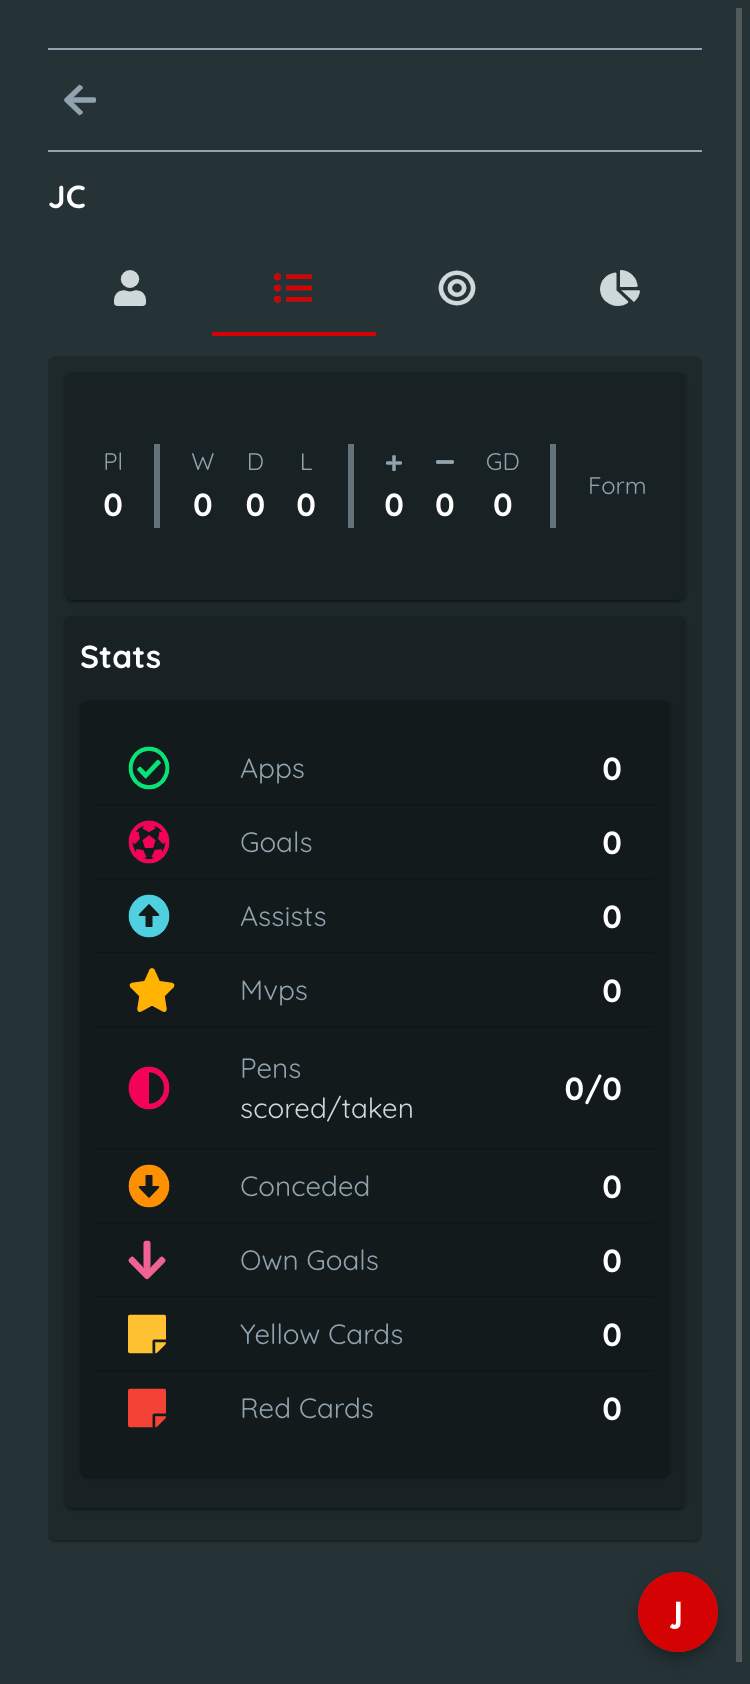 JC
Pl W D L + − GD
0 0 0 0 0 0 0
Form
Stats
Apps 0
Goals 0
Assists 0
Mvps 0
Pens
scored/taken 0/0
Conceded 0
Own Goals 0
Yellow Cards 0
Red Cards 0
J